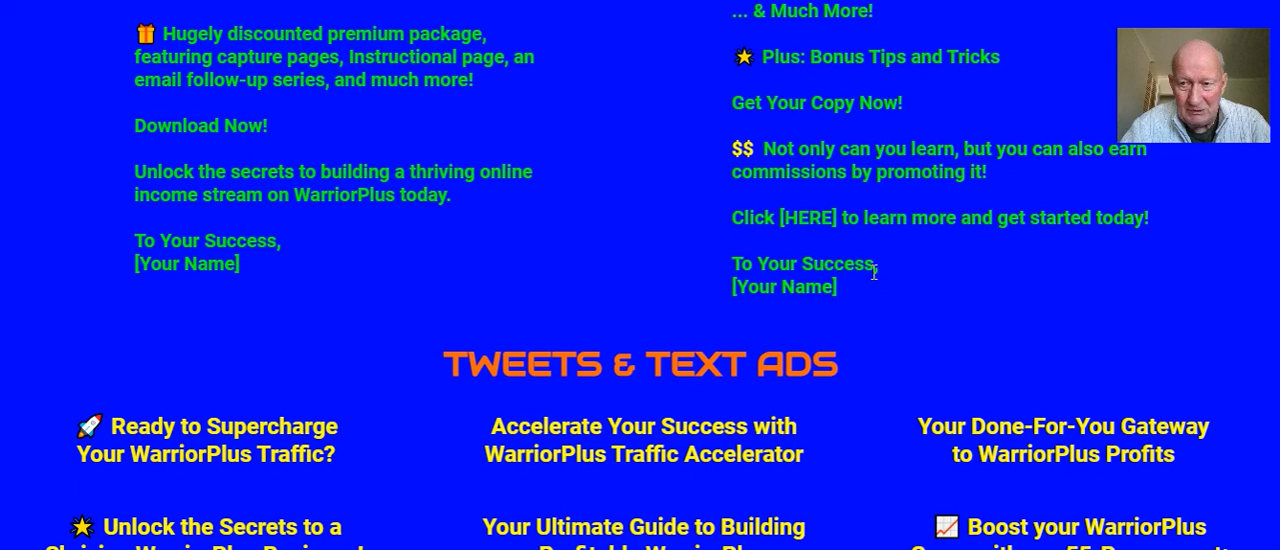 🎁 Hugely discounted premium package,
featuring capture pages, Instructional page, an
email follow-up series, and much more!
Download Now!
Unlock the secrets to building a thriving online
income stream on WarriorPlus today.
To Your Success,
[Your Name]
... & Much More!
🌟 Plus: Bonus Tips and Tricks
Get Your Copy Now!
$$ Not only can you learn, but you can also earn
commissions by promoting it!
Click [HERE] to learn more and get started today!
To Your Success,
[Your Name]
TWEETS & TEXT ADS
🚀 Ready to Supercharge
Your WarriorPlus Traffic?
Accelerate Your Success with
WarriorPlus Traffic Accelerator
Your Done-For-You Gateway
to WarriorPlus Profits
🌟 Unlock the Secrets to a
Your Ultimate Guide to Building
📈 Boost your WarriorPlus